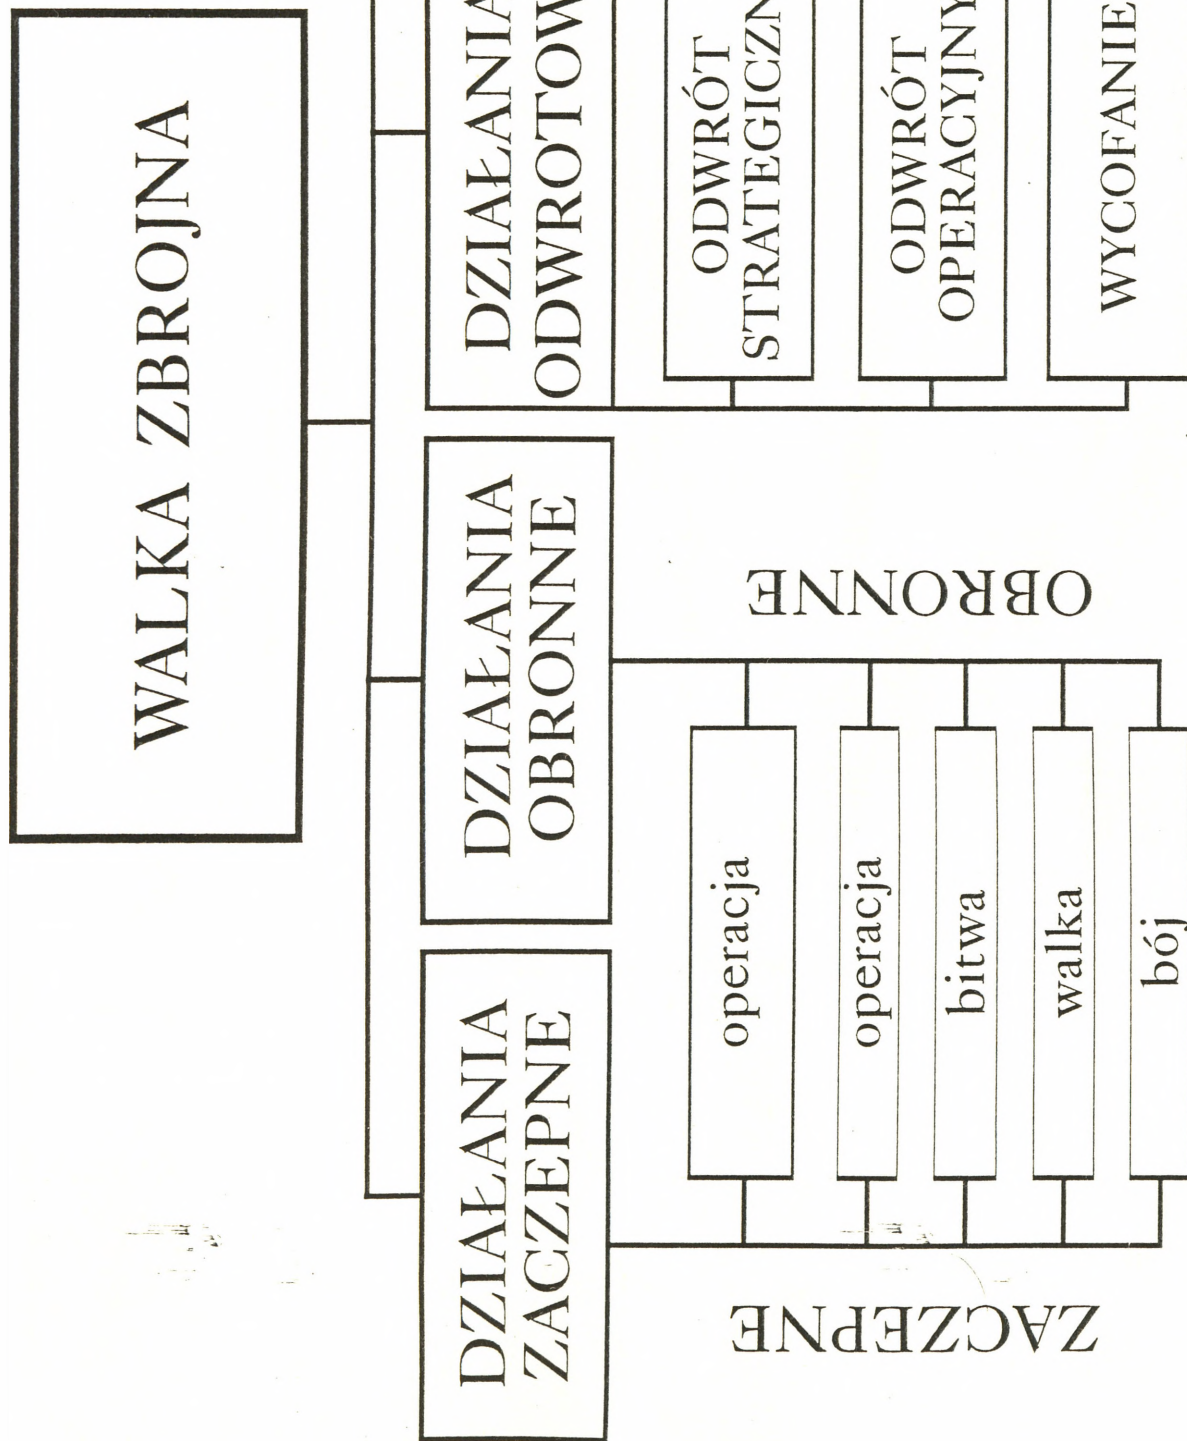 WALKA ZBROJNA
DZIAŁANIA
ZACZEPNE
DZIAŁANIA
OBRONNE
DZIAŁANIA
ODWROTOW
ZACZEPNE
operacja
operacja
bitwa
walka
bój
OBRONNE
ODWRÓT
STRATEGICZN
ODWRÓT
OPERACYJNY
WYCOFANIE